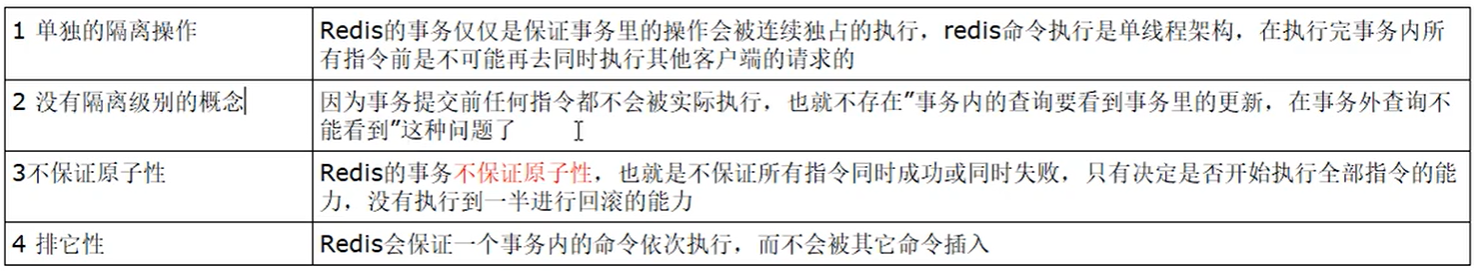 1 单独的隔离操作
Redis的事务仅仅是保证事务里的操作会被连续独占的执行，redis命令执行是单线程架构，在执行完事务内所
有指令前是不可能再去同时执行其他客户端的请求的
2 没有隔离级别的概念
因为事务提交前任何指令都不会被实际执行，也就不存在”事务内的查询要看到事务里的更新，在事务外查询不
能看到”这种问题了
3不保证原子性
Redis的事务不保证原子性，也就是不保证所有指令同时成功或同时失败，只有决定是否开始执行全部指令的能
力，没有执行到一半进行回滚的能力
4 排它性
Redis会保证一个事务内的命令依次执行，而不会被其它命令插入